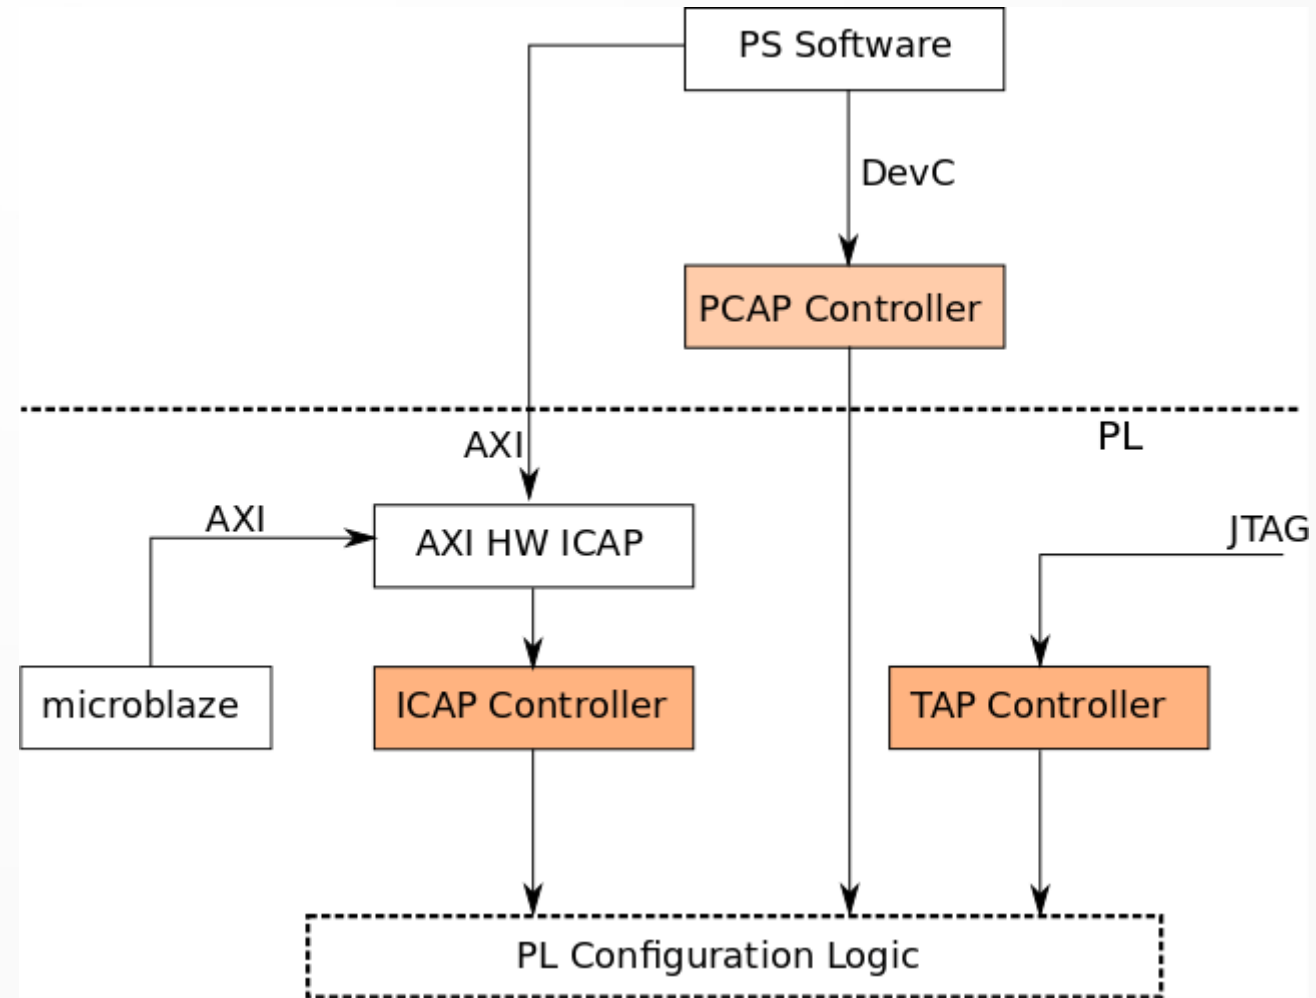 PS Software
DevC
PCAP Controller
AXI
PL
AXI
AXI HW ICAP
JTAG
microblaze
ICAP Controller
TAP Controller
PL Configuration Logic